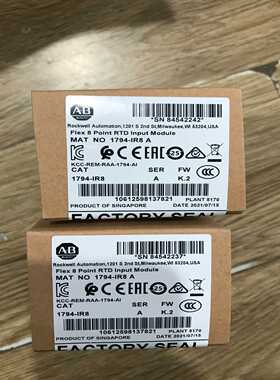 AB
*SN 84542242*
Rockwell Automation,1201 S 2nd St,Milwaukee,WI 53204,USA
Flex 8 Point RTD Input Module
MAT NO 1794-IR8 A
KCC-REM-RAA-1794-AI
CAT SER FW
1794-IR8 A K.2
10612598137821
PLANT 6170
PRODUCT OF SINGAPORE DATE 2021/07/15
FACTORY SEAL
AB
*SN 84542237*
Rockwell Automation,1201 S 2nd St,Milwaukee,WI 53204,USA
Flex 8 Point RTD Input Module
MAT NO 1794-IR8 A
KCC-REM-RAA-1794-AI
CAT SER FW
1794-IR8 A K.2
10612598137821
PLANT 6170
PRODUCT OF SINGAPORE DATE 2021/07/15